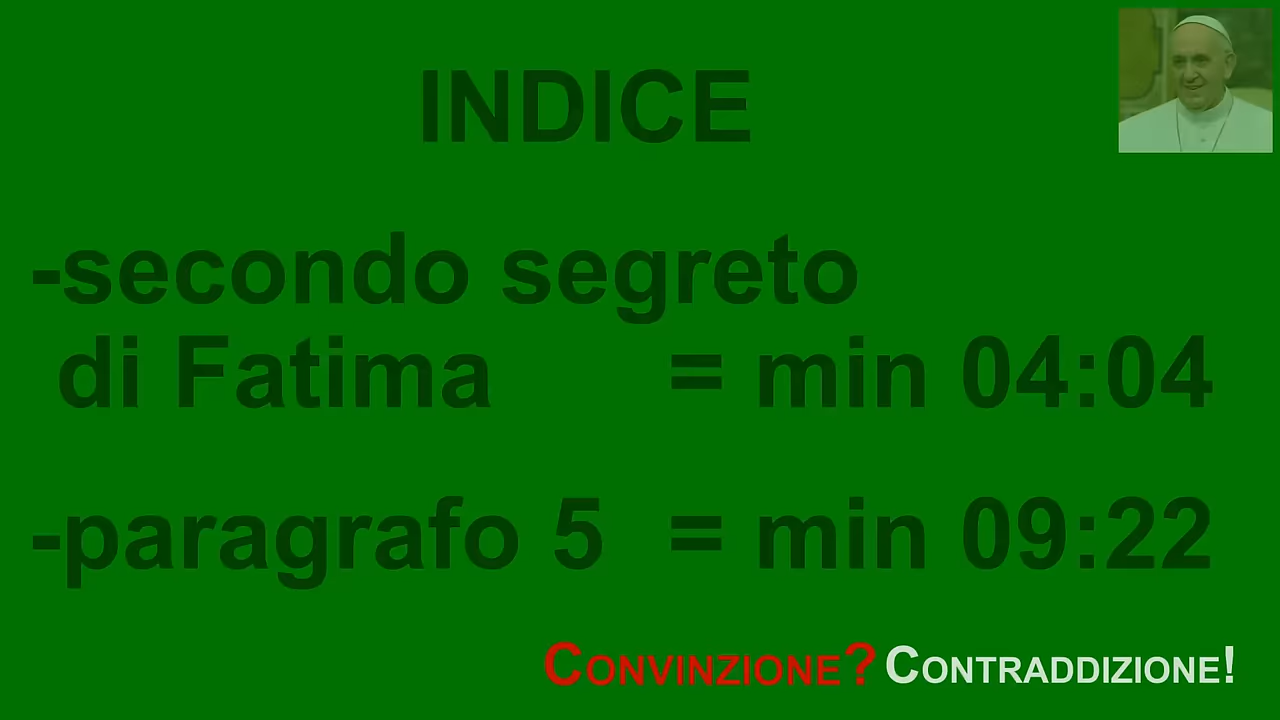 INDICE
-secondo segreto
di Fatima = min 04:04
-paragrafo 5 = min 09:22
CONVINZIONE? CONTRADDIZIONE!